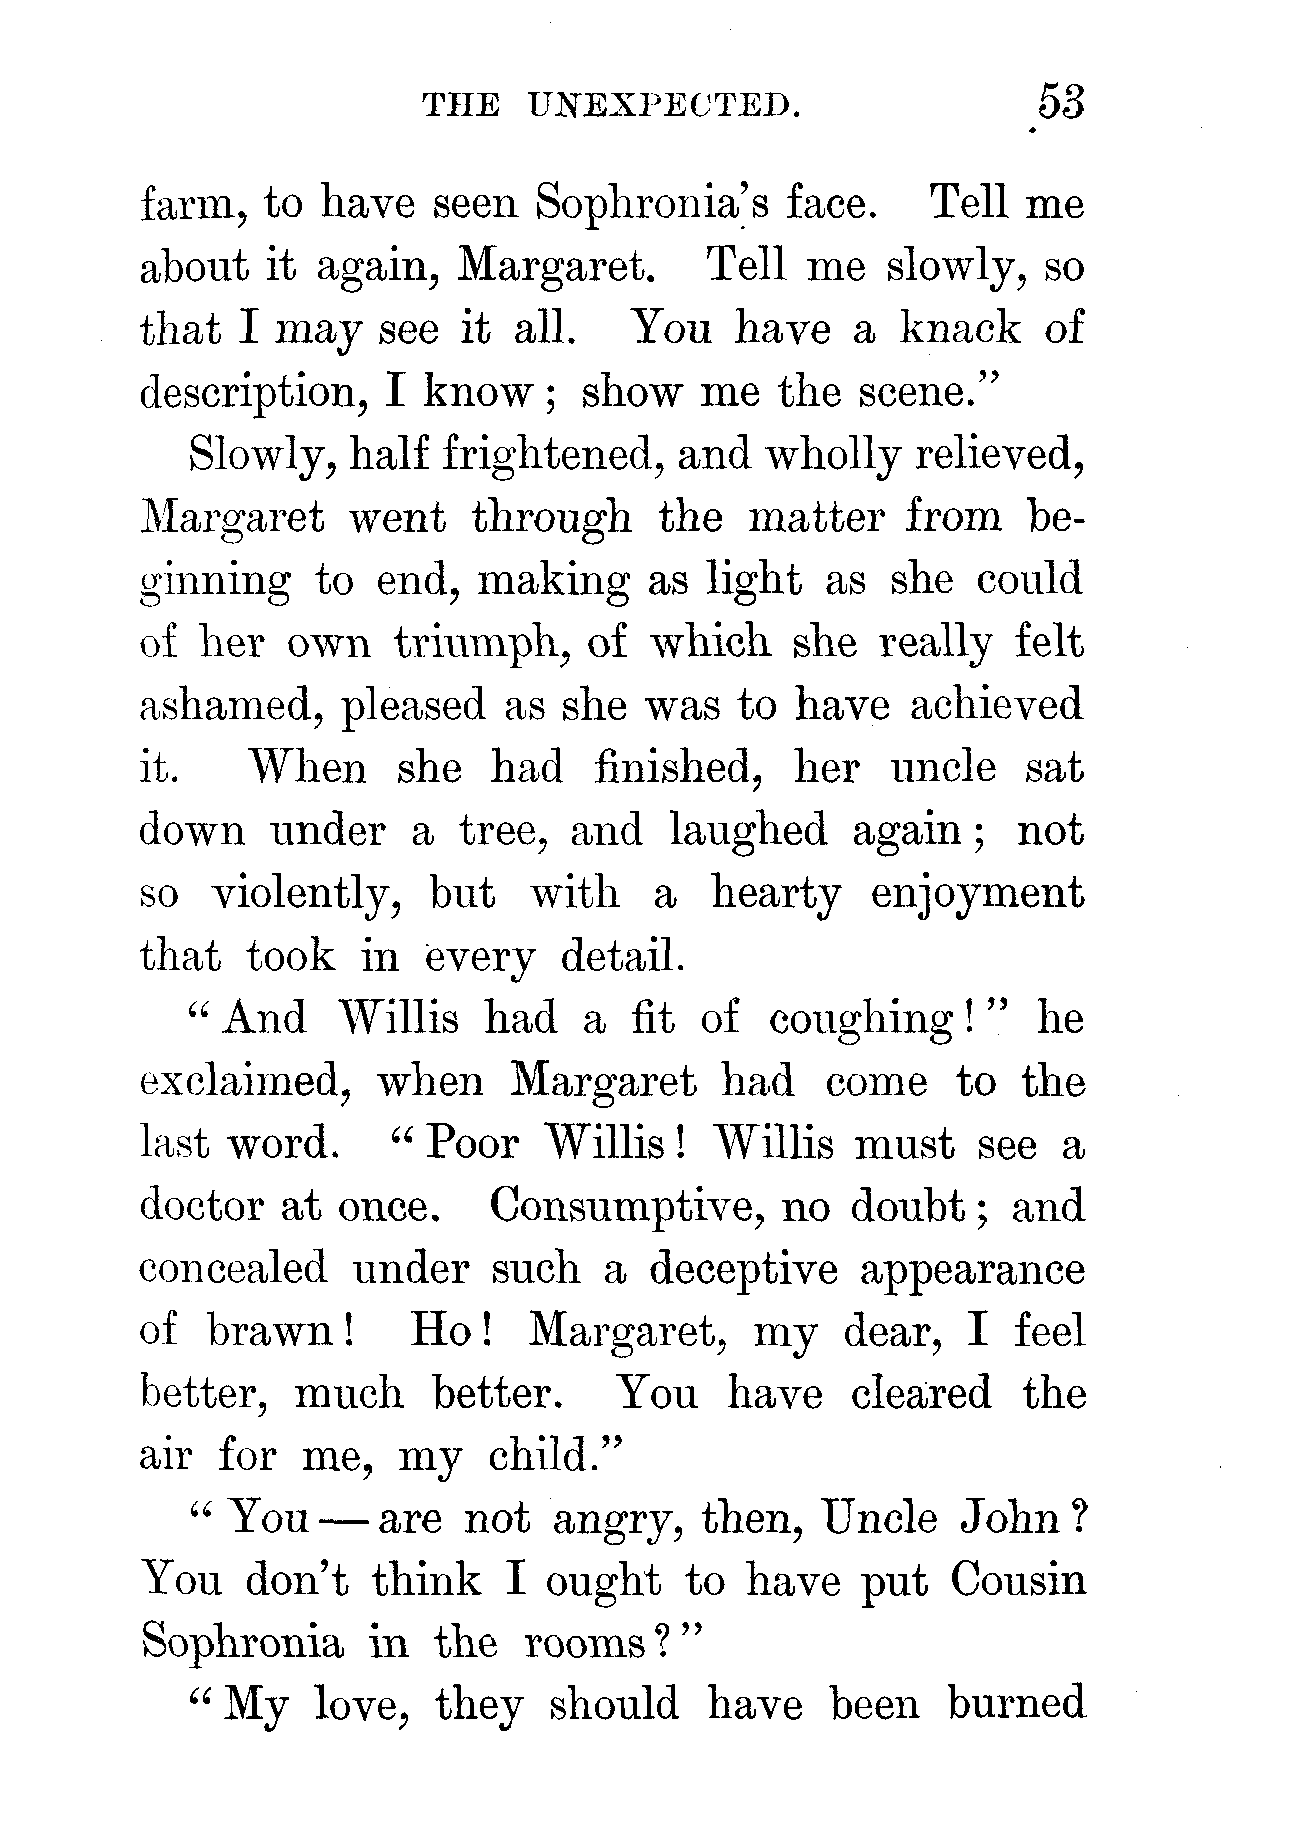 THE UNEXPECTED. 53
farm, to have seen Sophronia's face. Tell me
about it again, Margaret. Tell me slowly, so
that I may see it all. You have a knack of
description, I know ; show me the scene."
Slowly, half frightened, and wholly relieved,
Margaret went through the matter from be-
ginning to end, making as light as she could
of her own triumph, of which she really felt
ashamed, pleased as she was to have achieved
it. When she had finished, her uncle sat
down under a tree, and laughed again ; not
so violently, but with a hearty enjoyment
that took in every detail.
" And Willis had a fit of coughing ! " he
exclaimed, when Margaret had come to the
last word. " Poor Willis ! Willis must see a
doctor at once. Consumptive, no doubt ; and
concealed under such a deceptive appearance
of brawn ! Ho ! Margaret, my dear, I feel
better, much better. You have cleared the
air for me, my child."
" You — are not angry, then, Uncle John ?
You don't think I ought to have put Cousin
Sophronia in the rooms ? "
" My love, they should have been burned